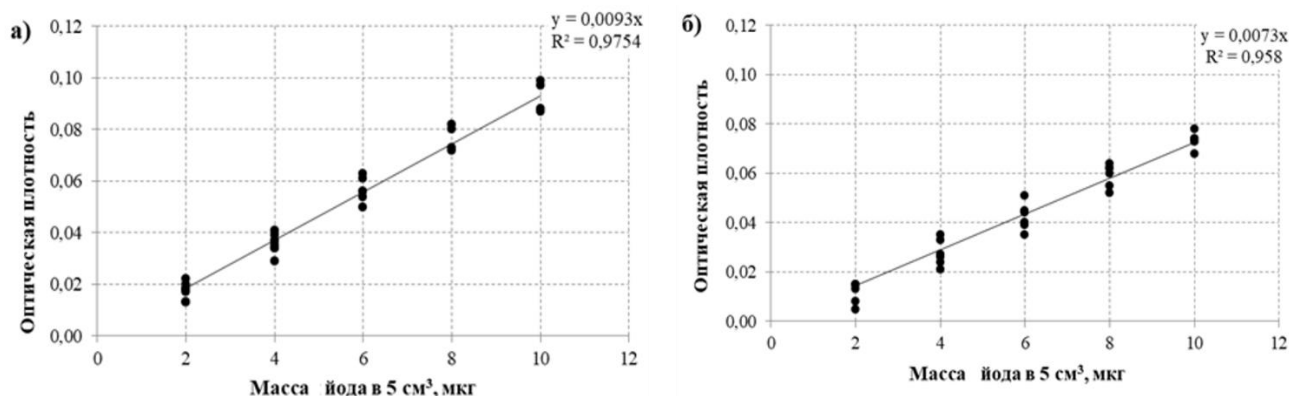 а)
y = 0,0093x
R² = 0,9754
Оптическая плотность
0,12
0,10
0,08
0,06
0,04
0,02
0,00
0 2 4 6 8 10 12
Масса йода в 5 см³, мкг
б)
y = 0,0073x
R² = 0,958
Оптическая плотность
0,12
0,10
0,08
0,06
0,04
0,02
0,00
0 2 4 6 8 10 12
Масса йода в 5 см³, мкг